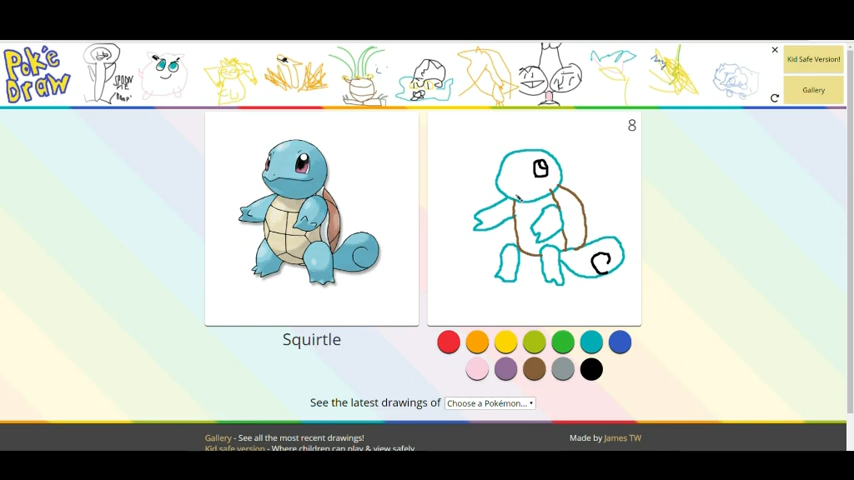 Poké
Draw
Kid Safe Version!
Gallery
8
Squirtle
See the latest drawings of Choose a Pokémon...
Gallery - See all the most recent drawings!
Made by James TW
Kid safe version - Where children can play & view safely